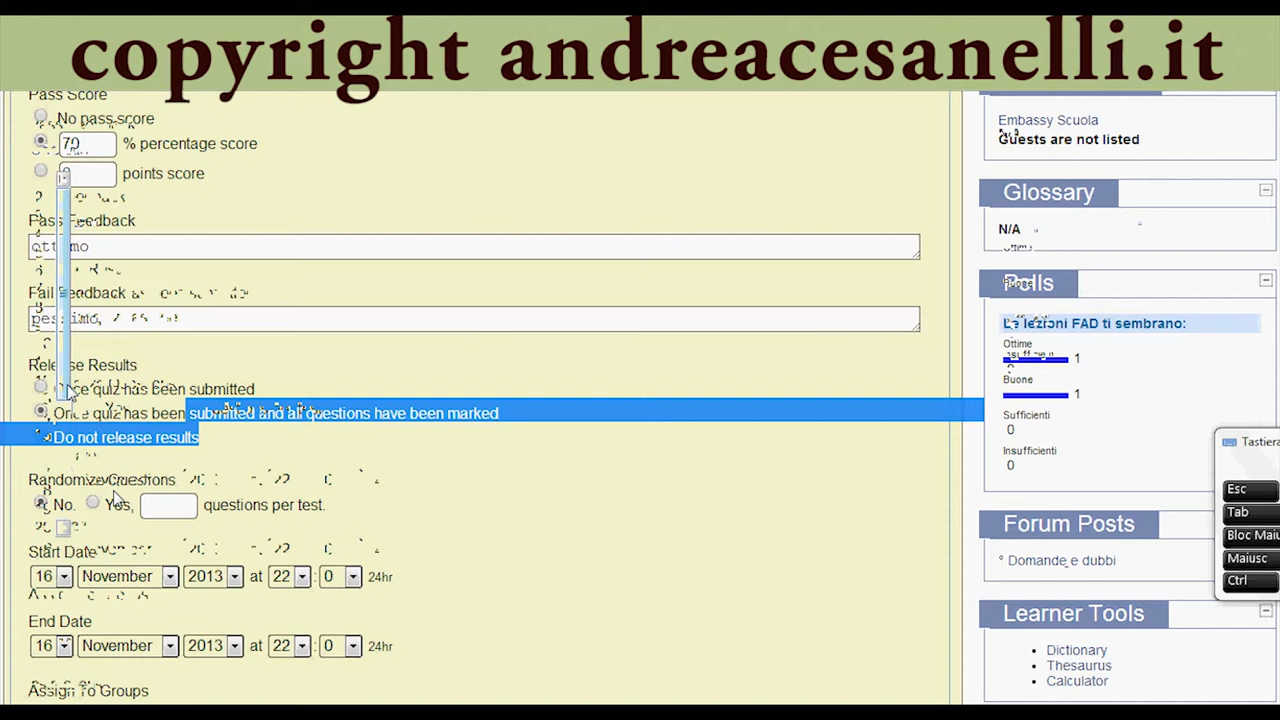 copyright andreacesanelli.it
Pass Score
No pass score
70 % percentage score
points score
Pass Feedback
ottimo
Fail Feedback
pessimo,
Release Results
Once quiz has been submitted
Once quiz has been submitted and all questions have been marked
Do not release results
Randomize Questions
No. Yes, questions per test.
Start Date
16 November 2013 at 22 : 0 24hr
End Date
16 November 2013 at 22 : 0 24hr
Assign To Groups
Embassy Scuola
Guests are not listed
Glossary
N/A
Polls
Le lezioni FAD ti sembrano:
Ottime
1
Buone
1
Sufficienti
0
Insufficienti
0
Forum Posts
° Domande e dubbi
Learner Tools
• Dictionary
• Thesaurus
• Calculator
Tastiera
Esc
Tab
Bloc Maiu
Maiusc
Ctrl